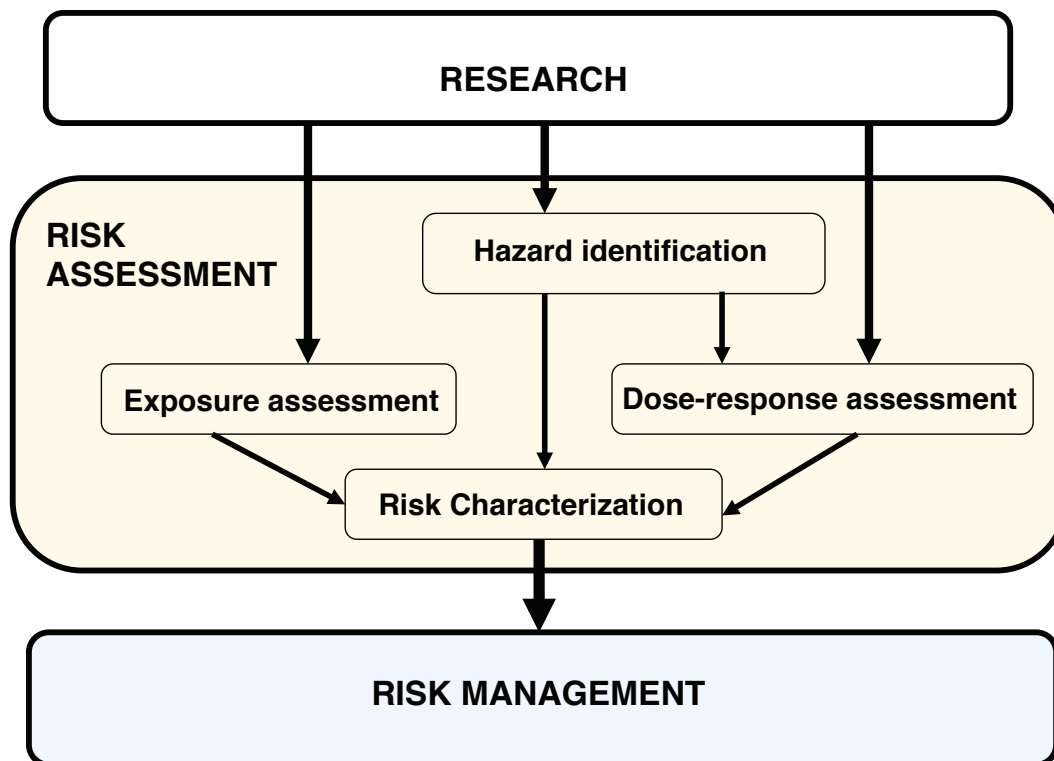 RESEARCH
RISK
ASSESSMENT
Hazard identification
Exposure assessment
Dose-response assessment
Risk Characterization
RISK MANAGEMENT